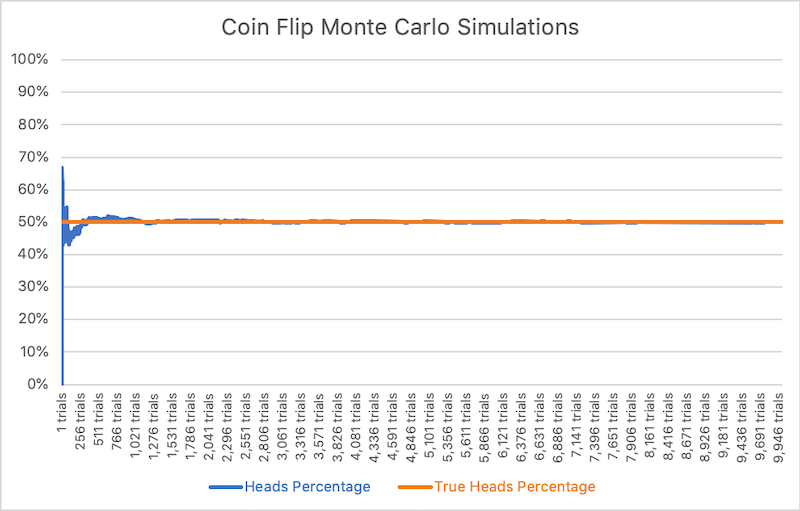 Coin Flip Monte Carlo Simulations
100%
90%
80%
70%
60%
50%
40%
30%
20%
10%
0%
1 trials
256 trials
511 trials
766 trials
1,021 trials
1,276 trials
1,531 trials
1,786 trials
2,041 trials
2,296 trials
2,551 trials
2,806 trials
3,061 trials
3,316 trials
3,571 trials
3,826 trials
4,081 trials
4,336 trials
4,591 trials
4,846 trials
5,101 trials
5,356 trials
5,611 trials
5,866 trials
6,121 trials
6,376 trials
6,631 trials
6,886 trials
7,141 trials
7,396 trials
7,651 trials
7,906 trials
8,161 trials
8,416 trials
8,671 trials
8,926 trials
9,181 trials
9,436 trials
9,691 trials
9,946 trials
Heads Percentage
True Heads Percentage